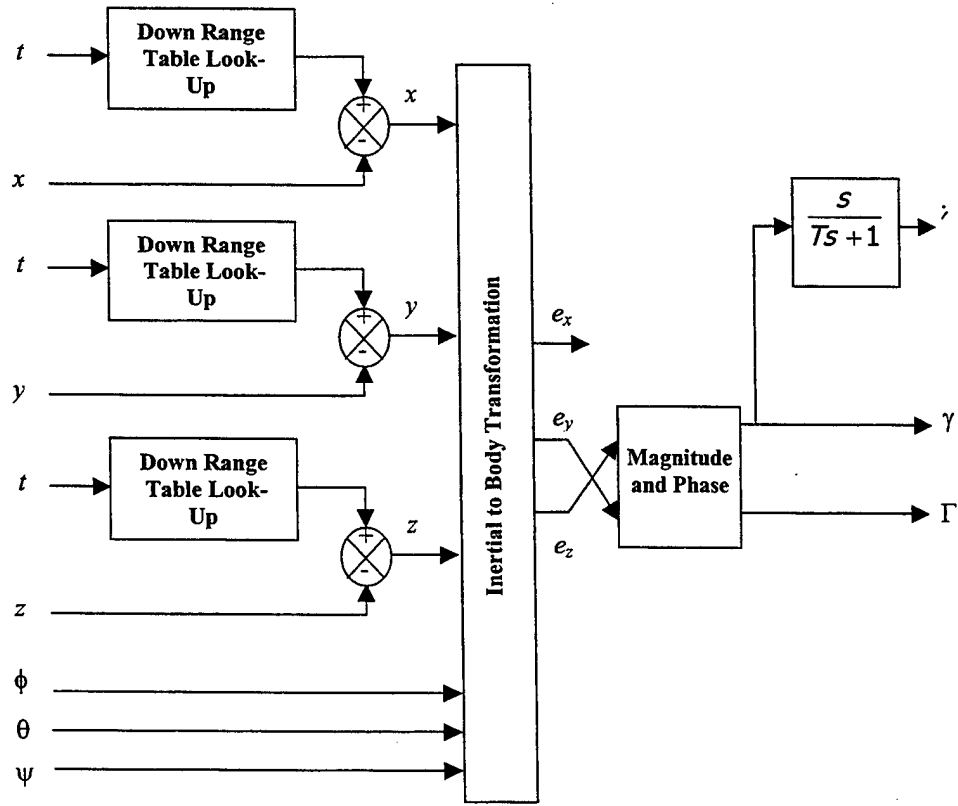 t
Down Range
Table Look-
Up
+
-
x
x
t
Down Range
Table Look-
Up
+
-
y
y
t
Down Range
Table Look-
Up
+
-
z
z
ϕ
θ
ψ
Inertial to Body Transformation
e_x
e_y
e_z
Magnitude
and Phase
s
Ts + 1
γ
Γ